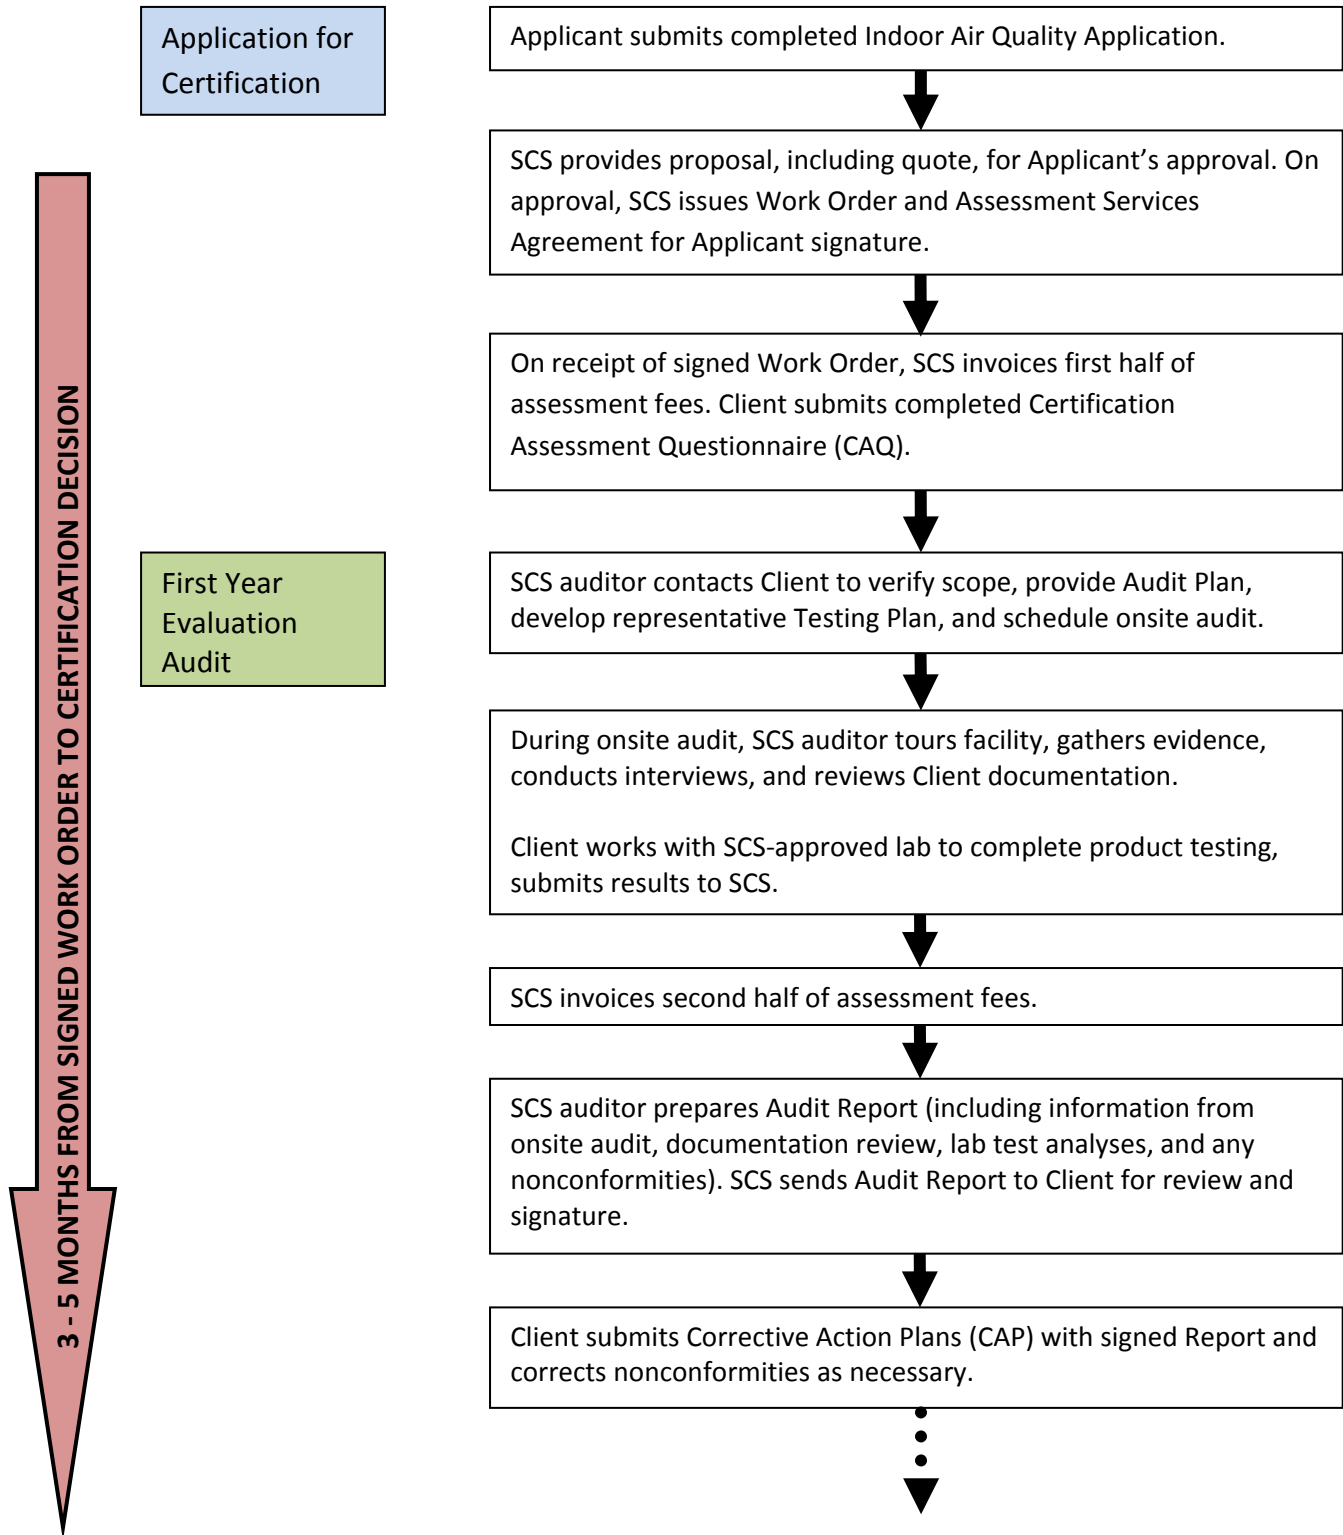 Application for
Certification
Applicant submits completed Indoor Air Quality Application.
SCS provides proposal, including quote, for Applicant’s approval. On
approval, SCS issues Work Order and Assessment Services
Agreement for Applicant signature.
On receipt of signed Work Order, SCS invoices first half of
assessment fees. Client submits completed Certification
Assessment Questionnaire (CAQ).
3 - 5 MONTHS FROM SIGNED WORK ORDER TO CERTIFICATION DECISION
First Year
Evaluation
Audit
SCS auditor contacts Client to verify scope, provide Audit Plan,
develop representative Testing Plan, and schedule onsite audit.
During onsite audit, SCS auditor tours facility, gathers evidence,
conducts interviews, and reviews Client documentation.
Client works with SCS-approved lab to complete product testing,
submits results to SCS.
SCS invoices second half of assessment fees.
SCS auditor prepares Audit Report (including information from
onsite audit, documentation review, lab test analyses, and any
nonconformities). SCS sends Audit Report to Client for review and
signature.
Client submits Corrective Action Plans (CAP) with signed Report and
corrects nonconformities as necessary.